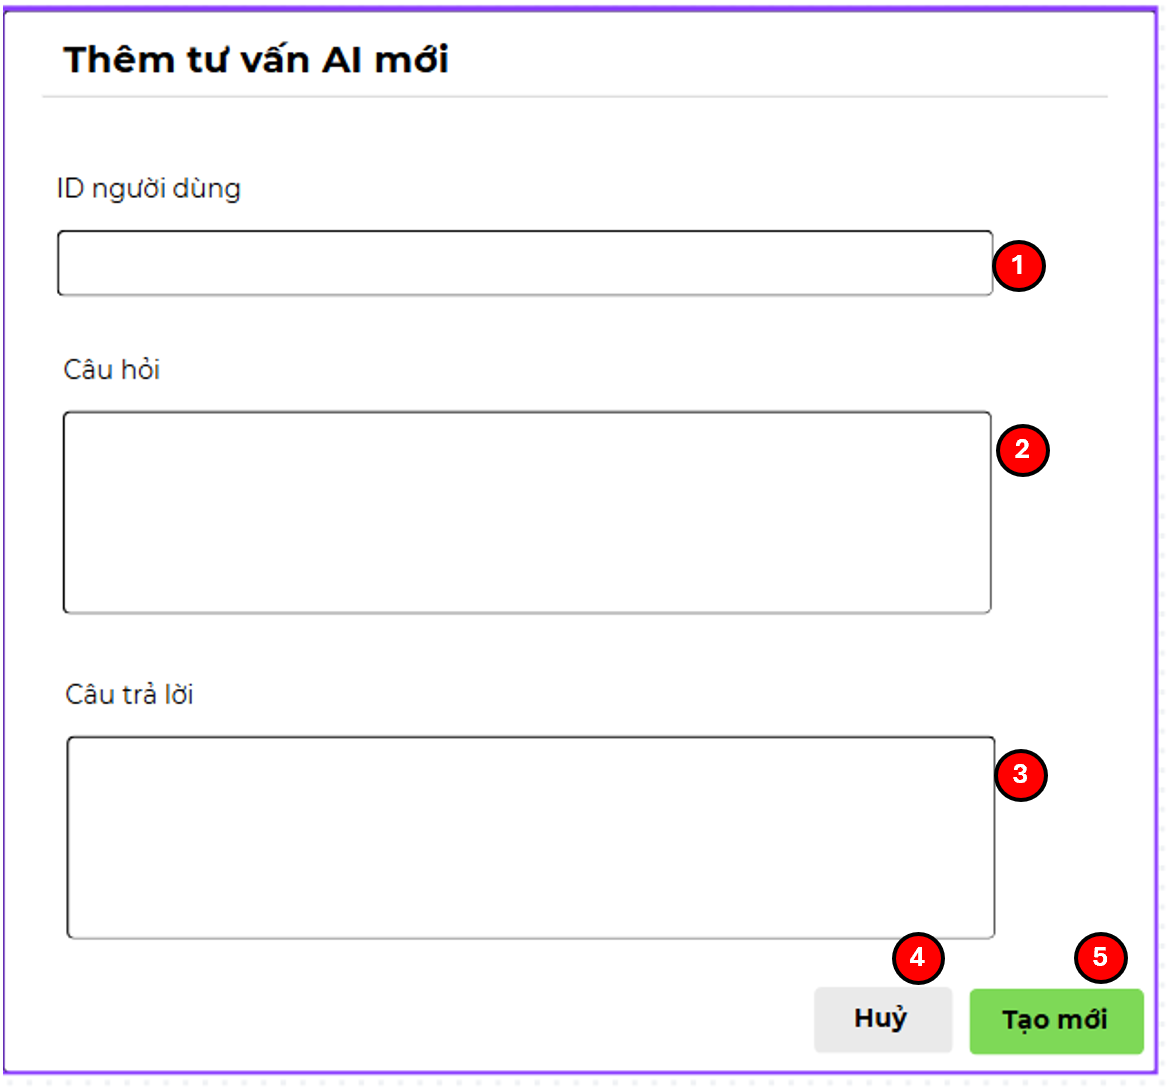 Thêm tư vấn AI mới
ID người dùng
1
Câu hỏi
2
Câu trả lời
3
4
5
Huỷ
Tạo mới